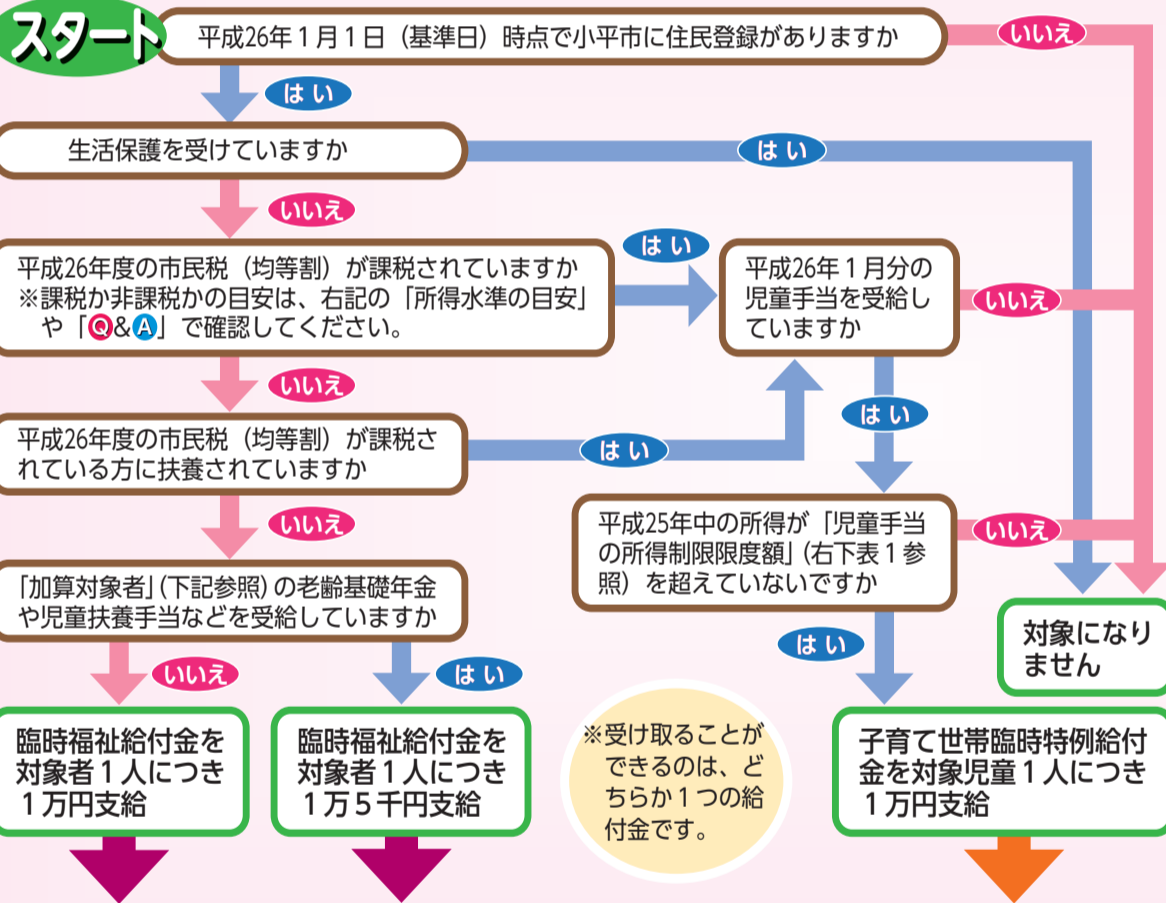 スタート
平成26年1月1日（基準日）時点で小平市に住民登録がありますか
いいえ
はい
生活保護を受けていますか
はい
いいえ
平成26年度の市民税（均等割）が課税されていますか
※課税か非課税かの目安は、右記の「所得水準の目安」
や「Q&A」で確認してください。
はい
平成26年１月分の
児童手当を受給し
ていますか
いいえ
いいえ
はい
平成26年度の市民税（均等割）が課税さ
れている方に扶養されていますか
はい
いいえ
平成25年中の所得が「児童手当
の所得制限限度額」（右下表１参
照）を超えていないですか
いいえ
「加算対象者」（下記参照）の老齢基礎年金
や児童扶養手当などを受給していますか
対象になり
ません
いいえ
はい
はい
臨時福祉給付金を
対象者１人につき
１万円支給
臨時福祉給付金を
対象者１人につき
１万５千円支給
※受け取ることが
できるのは、ど
ちらか１つの給
付金です。
子育て世帯臨時特例給付
金を対象児童１人につき
１万円支給